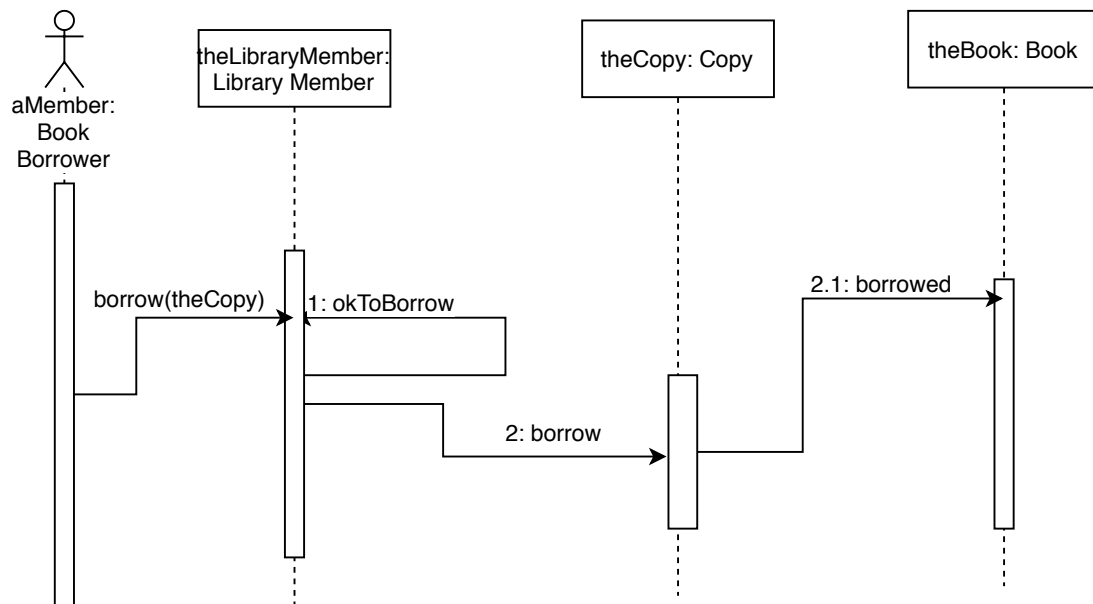 aMember:
Book
Borrower
theLibraryMember:
Library Member
theCopy: Copy
theBook: Book
borrow(theCopy)
1: okToBorrow
2: borrow
2.1: borrowed